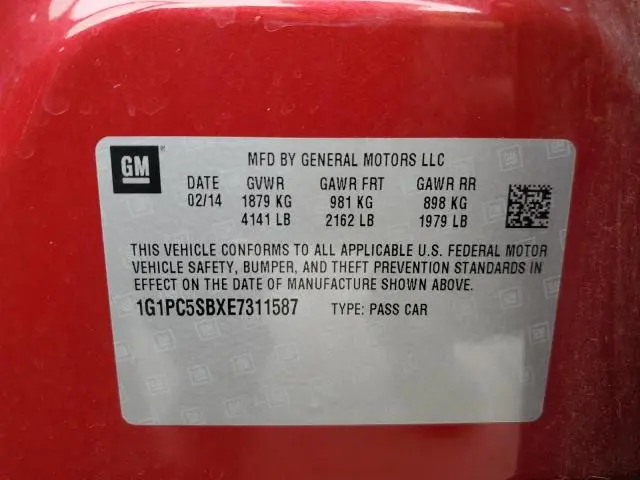 GM
MFD BY GENERAL MOTORS LLC
DATE GVWR GAWR FRT GAWR RR
02/14 1879 KG 981 KG 898 KG
4141 LB 2162 LB 1979 LB
THIS VEHICLE CONFORMS TO ALL APPLICABLE U.S. FEDERAL MOTOR
VEHICLE SAFETY, BUMPER, AND THEFT PREVENTION STANDARDS IN
EFFECT ON THE DATE OF MANUFACTURE SHOWN ABOVE.
1G1PC5SBXE7311587 TYPE: PASS CAR